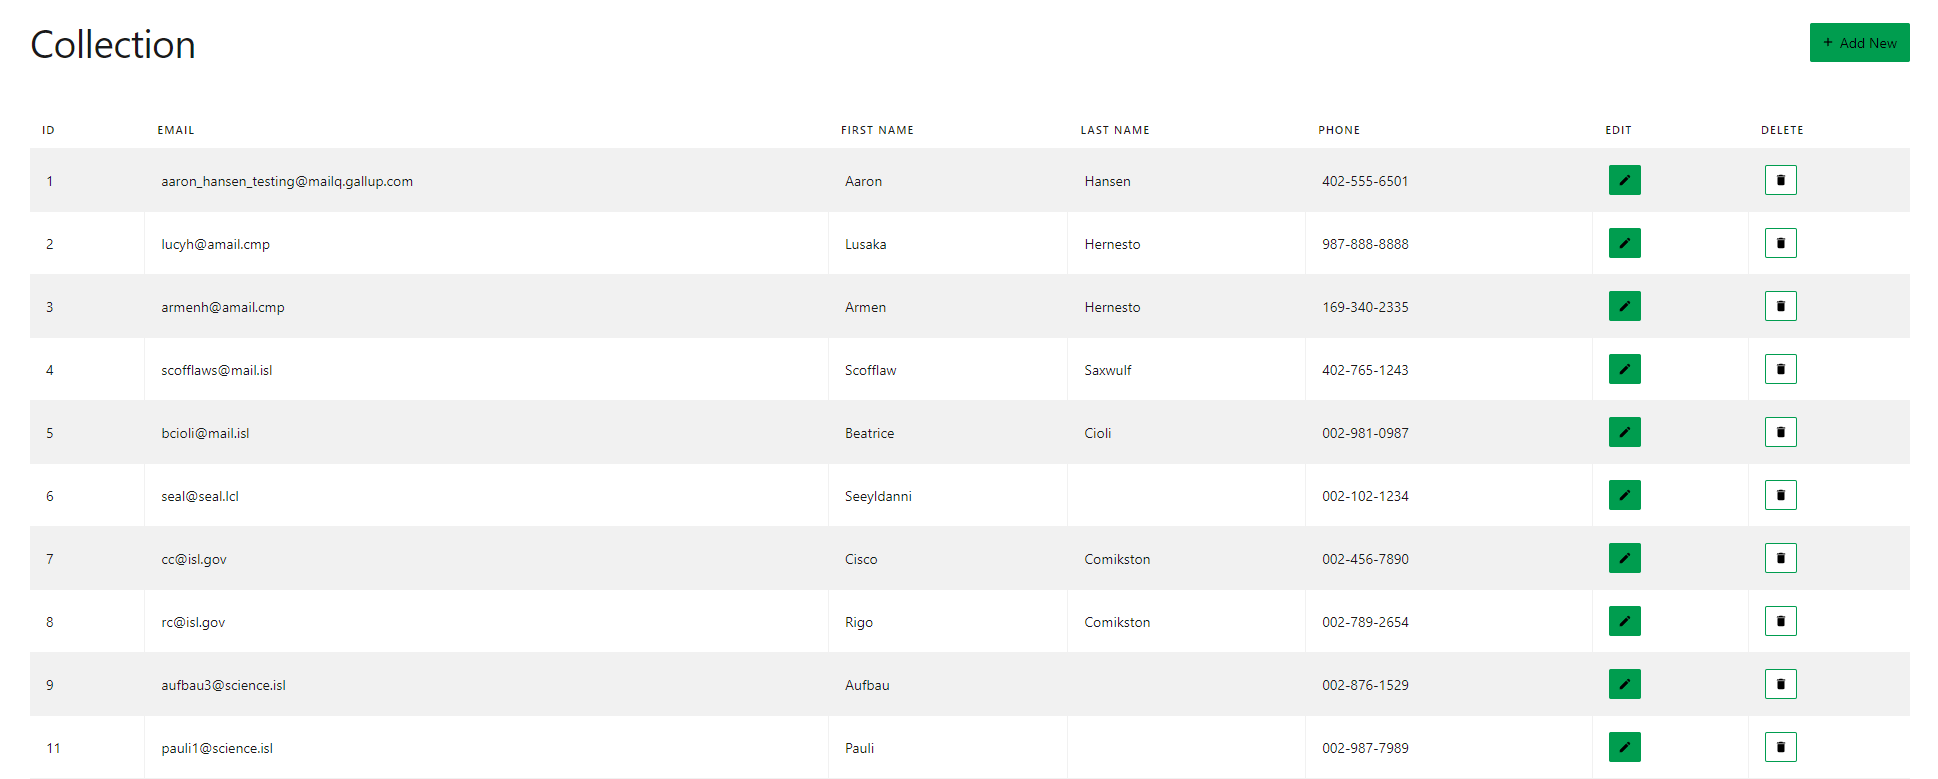 Collection
+ Add New
ID EMAIL FIRST NAME LAST NAME PHONE EDIT DELETE
1 aaron_hansen_testing@mailq.gallup.com Aaron Hansen 402-555-6501
2 lucyh@amail.cmp Lusaka Hernesto 987-888-8888
3 armenh@amail.cmp Armen Hernesto 169-340-2335
4 scofflaws@mail.isl Scofflaw Saxwulf 402-765-1243
5 bcioli@mail.isl Beatrice Cioli 002-981-0987
6 seal@seal.lcl Seeyldanni 002-102-1234
7 cc@isl.gov Cisco Comikston 002-456-7890
8 rc@isl.gov Rigo Comikston 002-789-2654
9 aufbau3@science.isl Aufbau 002-876-1529
11 pauli1@science.isl Pauli 002-987-7989